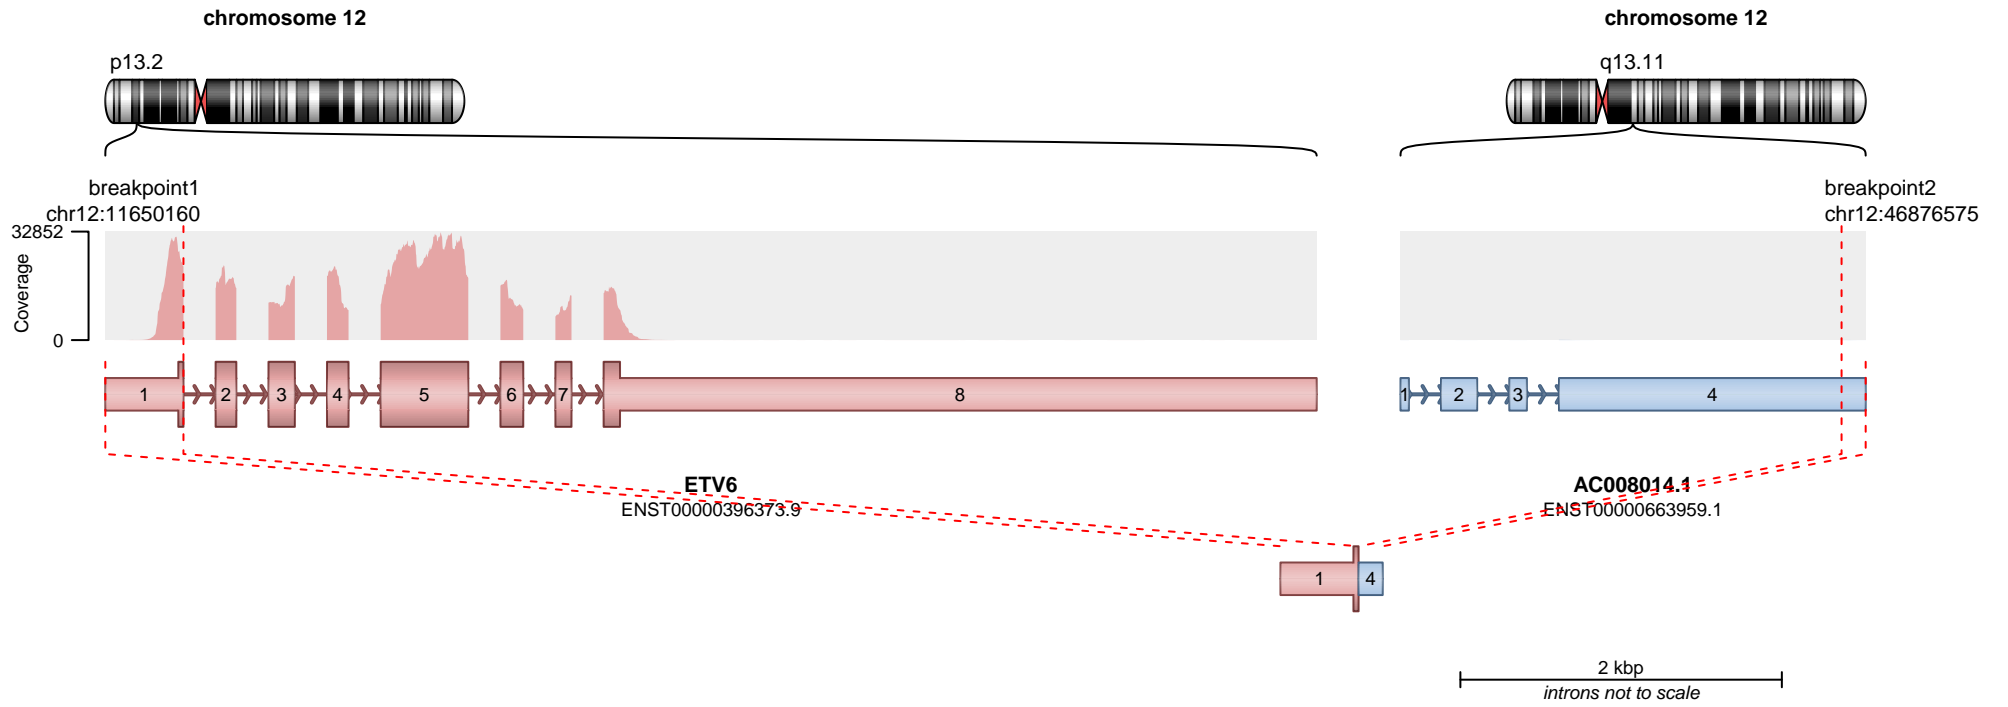 chromosome 12
chromosome 12
p13.2
q13.11
breakpoint1
chr12:11650160
breakpoint2
chr12:46876575
32852
Coverage
0
1
2
3
4
5
6
7
8
1
2
3
4
ETV6
ENST00000396373.9
AC008014.1
ENST00000663959.1
1
4
2 kbp
introns not to scale